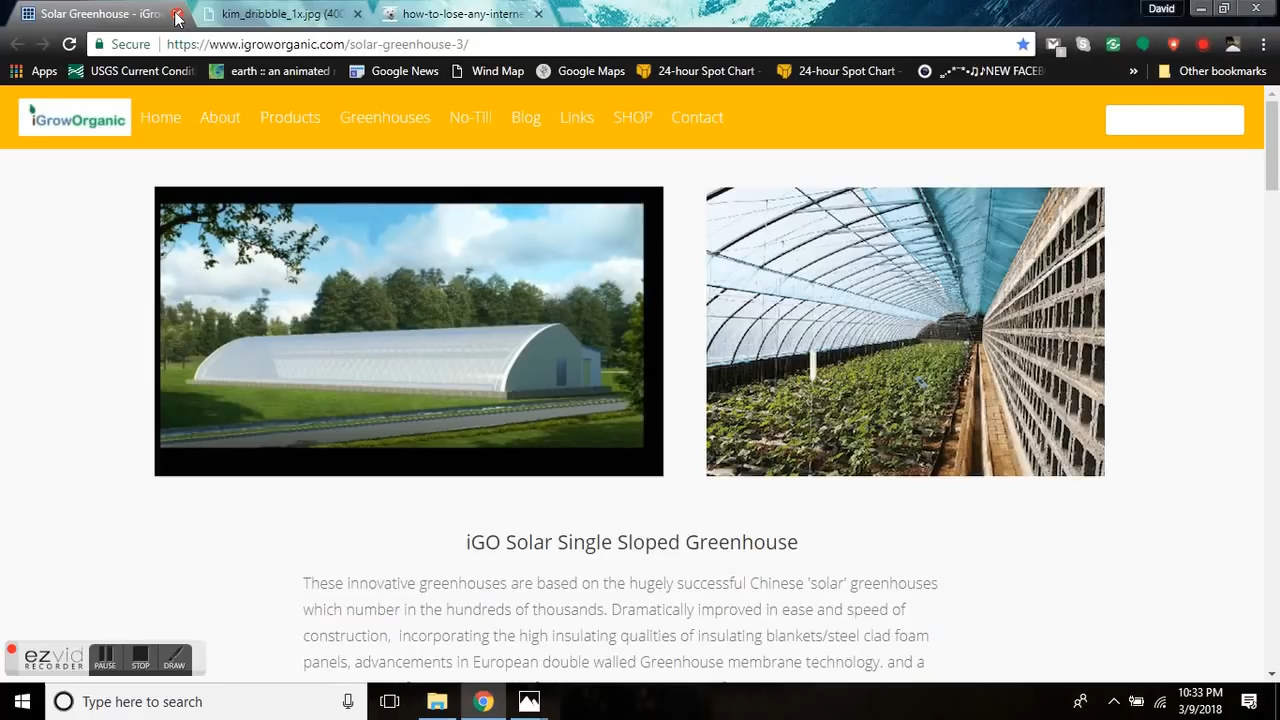 Solar Greenhouse - iGro
kim_dribbble_1x.jpg (400
how-to-lose-any-interne
David
Secure
https://www.igroworganic.com/solar-greenhouse-3/
Apps
USGS Current Condit
earth :: an animated
Google News
Wind Map
Google Maps
24-hour Spot Chart -
24-hour Spot Chart -
NEW FACEB
»
Other bookmarks
iGrowOrganic
Home
About
Products
Greenhouses
No-Till
Blog
Links
SHOP
Contact
iGO Solar Single Sloped Greenhouse
These innovative greenhouses are based on the hugely successful Chinese 'solar' greenhouses
which number in the hundreds of thousands. Dramatically improved in ease and speed of
construction, incorporating the high insulating qualities of insulating blankets/steel clad foam
panels, advancements in European double walled Greenhouse membrane technology. and a
ezvid
RECORDER
PAUSE
STOP
DRAW
Type here to search
10:33 PM
3/9/2018